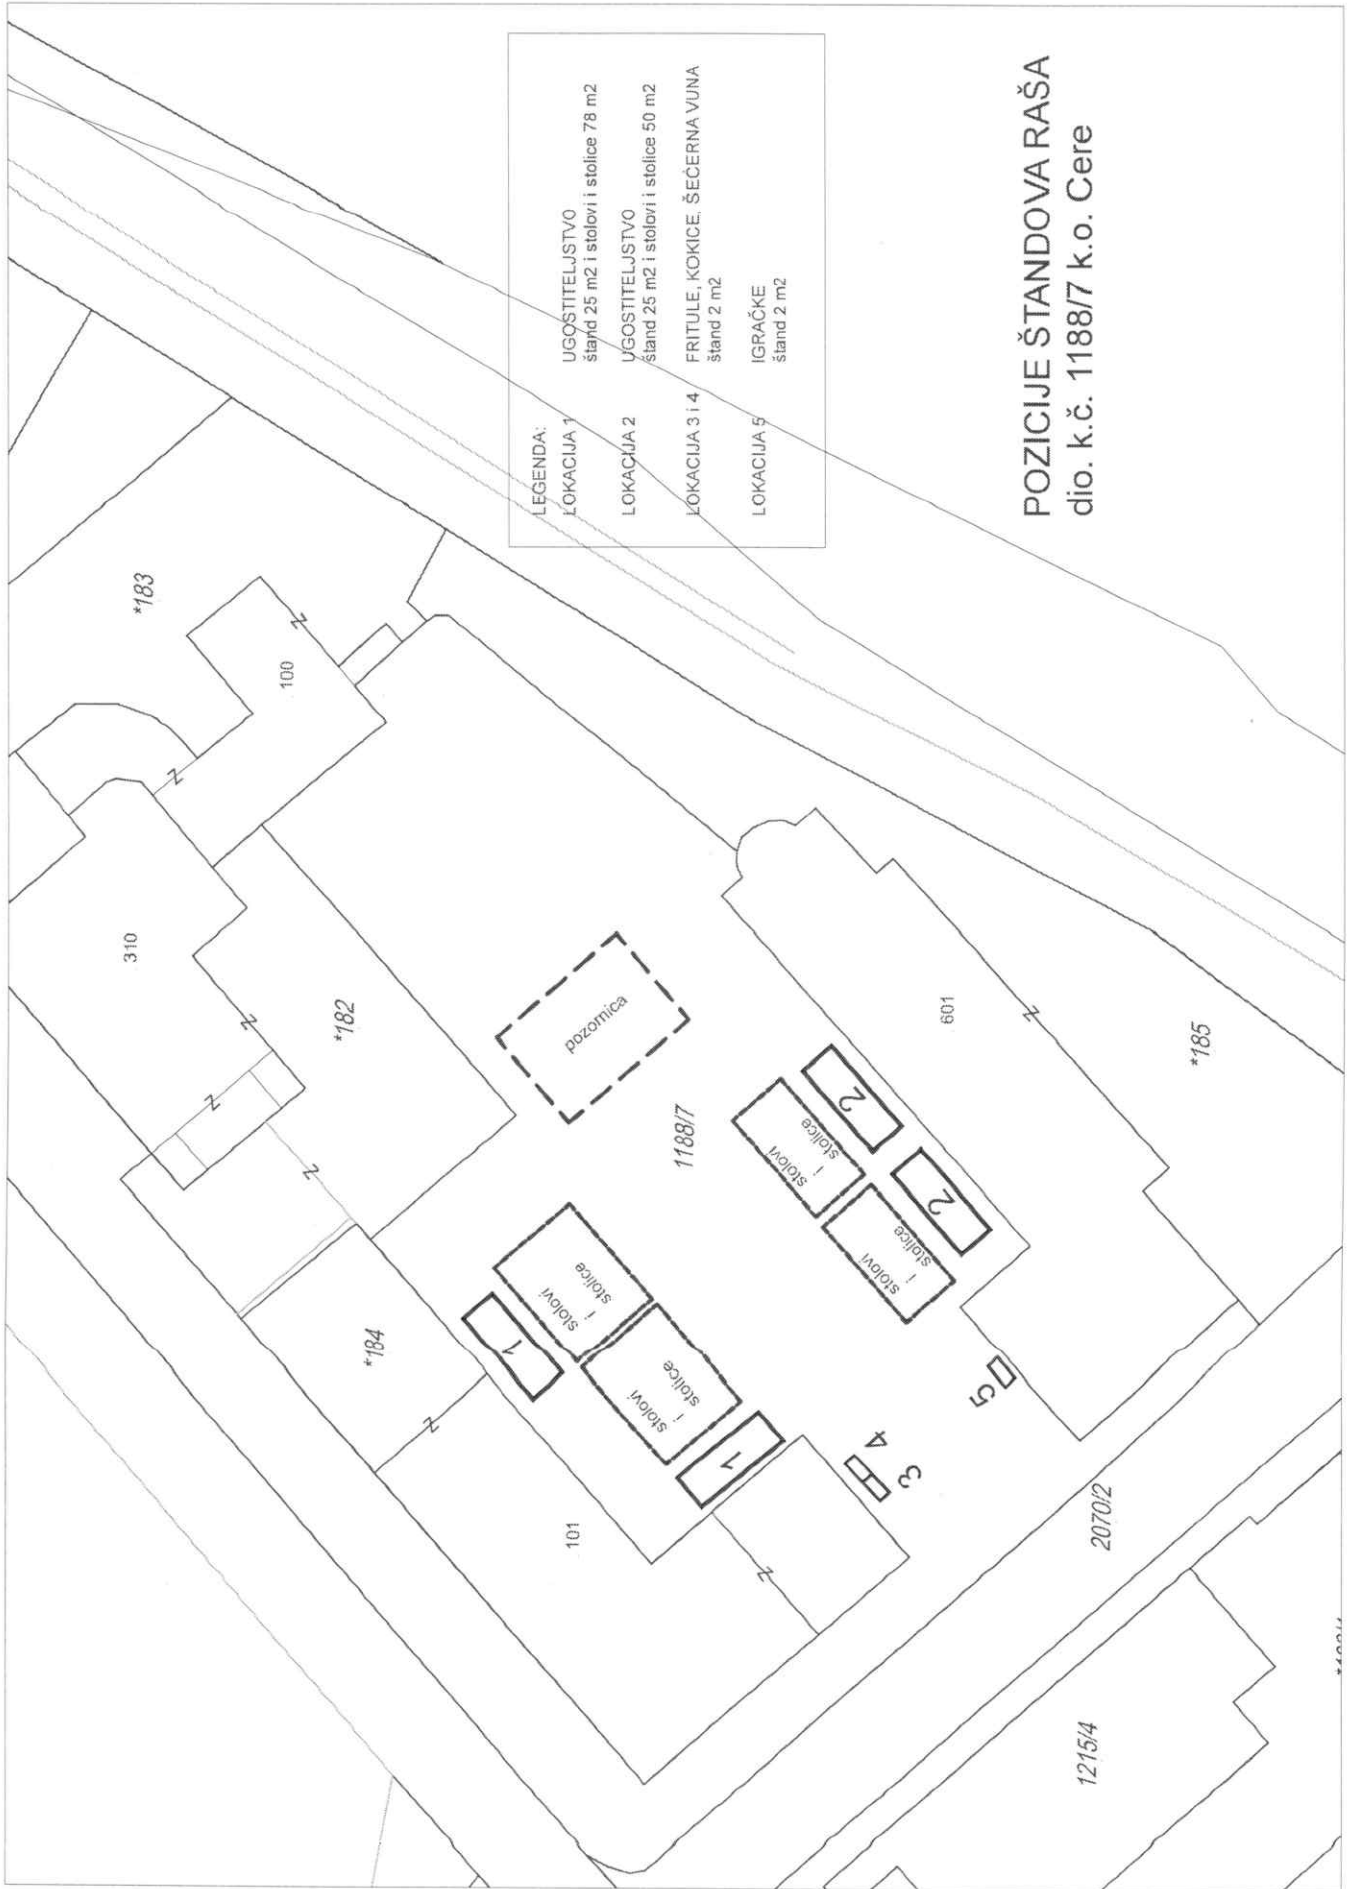 LEGENDA:
LOKACIJA 1 UGOSTITELJSTVO
štand 25 m2 i stolovi i stolice 78 m2
LOKACIJA 2 UGOSTITELJSTVO
štand 25 m2 i stolovi i stolice 50 m2
LOKACIJA 3 i 4 FRITULE, KOKICE, ŠEĆERNA VUNA
štand 2 m2
LOKACIJA 5 IGRAČKE
štand 2 m2
POZICIJE ŠTANDOVA RAŠA
dio. k.č. 1188/7 k.o. Cere
*183
100
310
*182
pozornica
1188/7
601
*185
2
2
stolovi
i
stolice
stolovi
i
stolice
*184
1
stolovi
i
stolice
stolovi
i
stolice
1
101
5
3 4
2070/2
1215/4